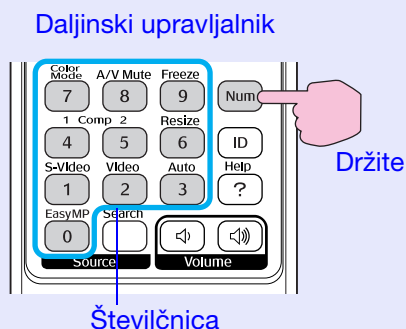 Daljinski upravljalnik
Color Mode A/V Mute Freeze
7 8 9 Num
1 Comp 2 Resize
4 5 6 ID
Držite
S-Video Video Auto Help
1 2 3 ?
EasyMP Search
0
Source Volume
Številčnica